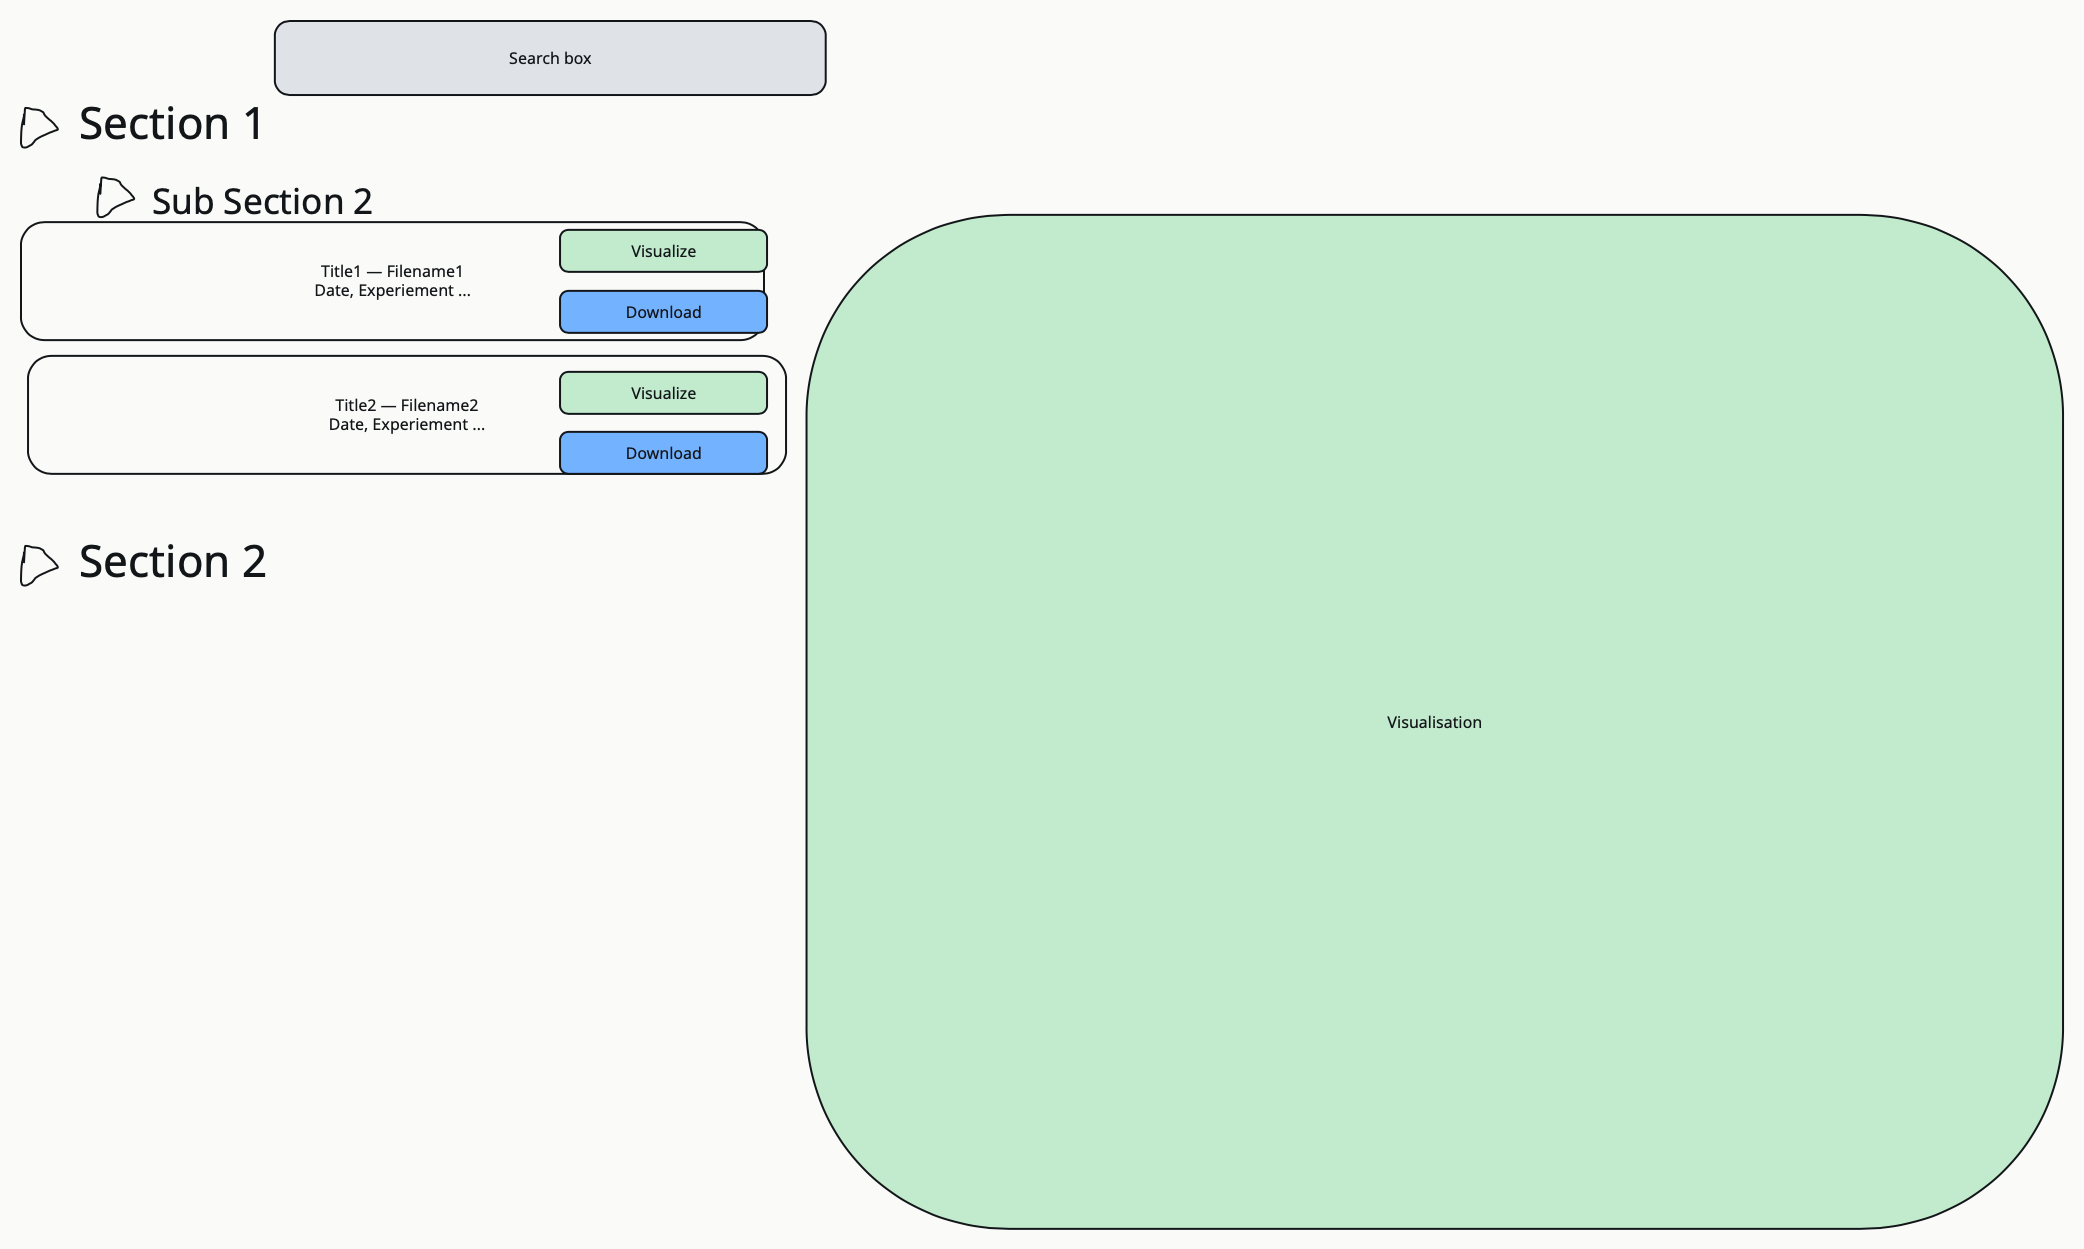 Search box
Section 1
Sub Section 2
Title1 — Filename1
Date, Experiement ...
Visualize
Download
Title2 — Filename2
Date, Experiement ...
Visualize
Download
Section 2
Visualisation